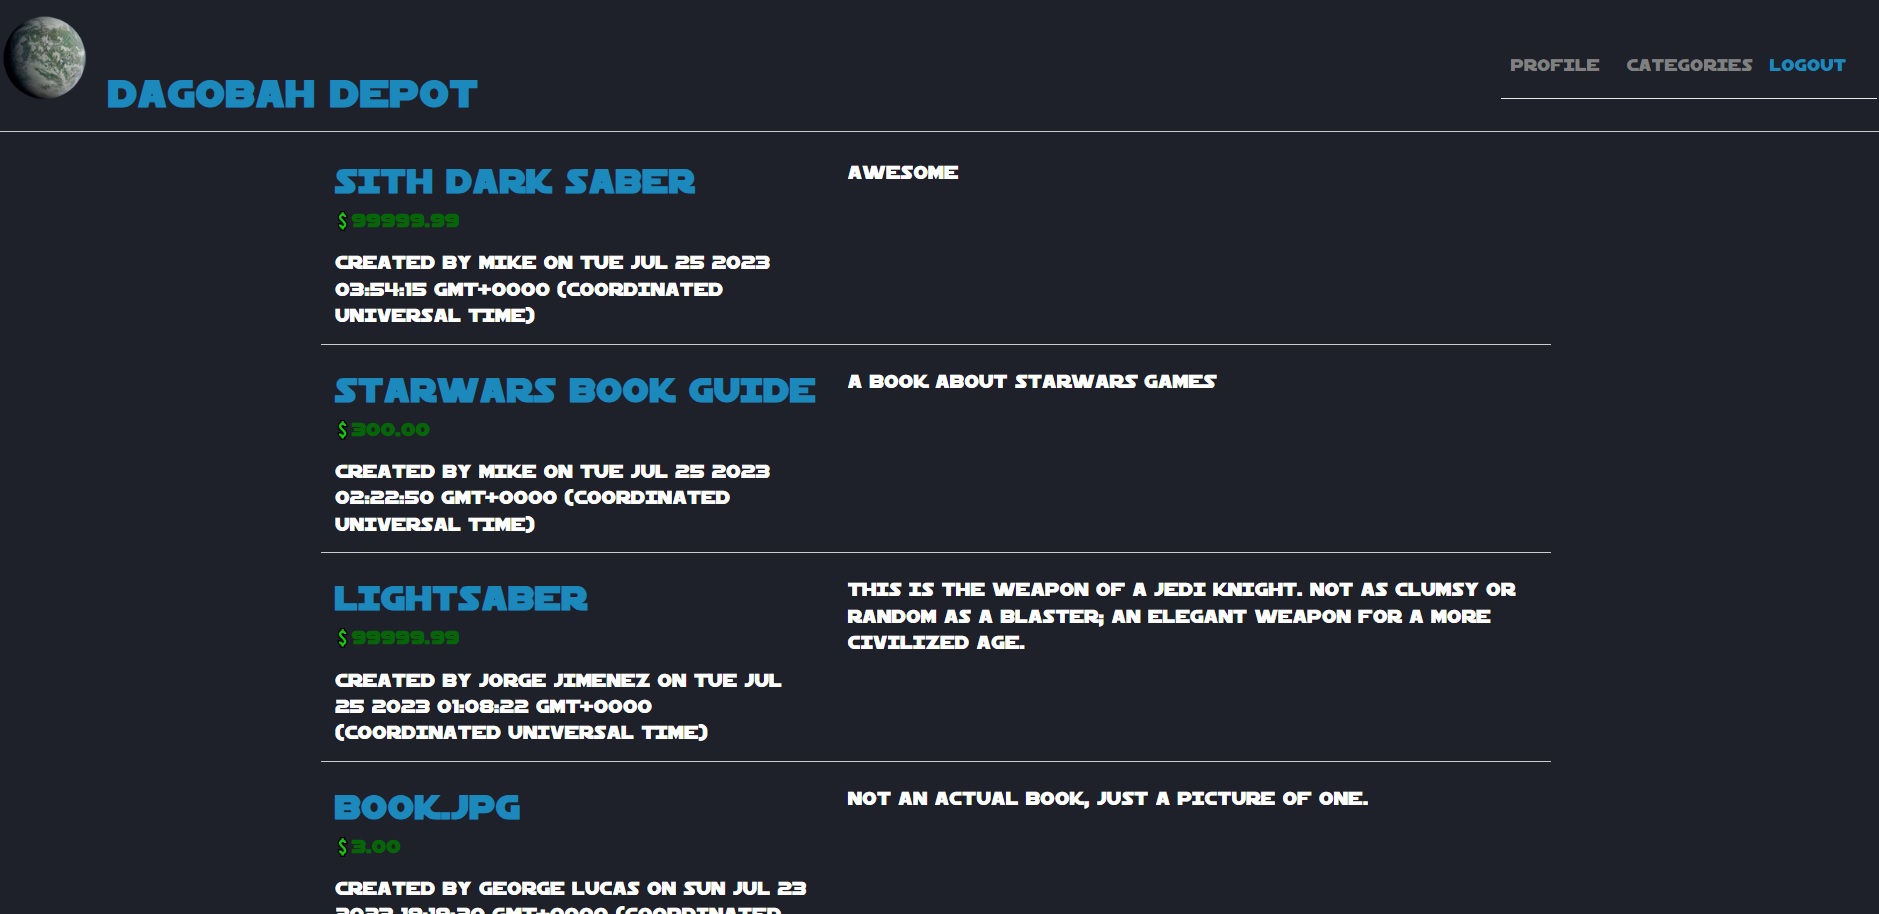 DAGOBAH DEPOT
PROFILE CATEGORIES LOGOUT
SITH DARK SABER
$ 99999.99
CREATED BY MIKE ON TUE JUL 25 2023
03:54:15 GMT+0000 (COORDINATED
UNIVERSAL TIME)
AWESOME
STARWARS BOOK GUIDE
$ 300.00
CREATED BY MIKE ON TUE JUL 25 2023
02:22:50 GMT+0000 (COORDINATED
UNIVERSAL TIME)
A BOOK ABOUT STARWARS GAMES
LIGHTSABER
$ 99999.99
CREATED BY JORGE JIMENEZ ON TUE JUL
25 2023 01:08:22 GMT+0000
(COORDINATED UNIVERSAL TIME)
THIS IS THE WEAPON OF A JEDI KNIGHT. NOT AS CLUMSY OR
RANDOM AS A BLASTER; AN ELEGANT WEAPON FOR A MORE
CIVILIZED AGE.
BOOK.JPG
$ 3.00
CREATED BY GEORGE LUCAS ON SUN JUL 23
2023 GMT+0000 (COORDINATED
NOT AN ACTUAL BOOK, JUST A PICTURE OF ONE.